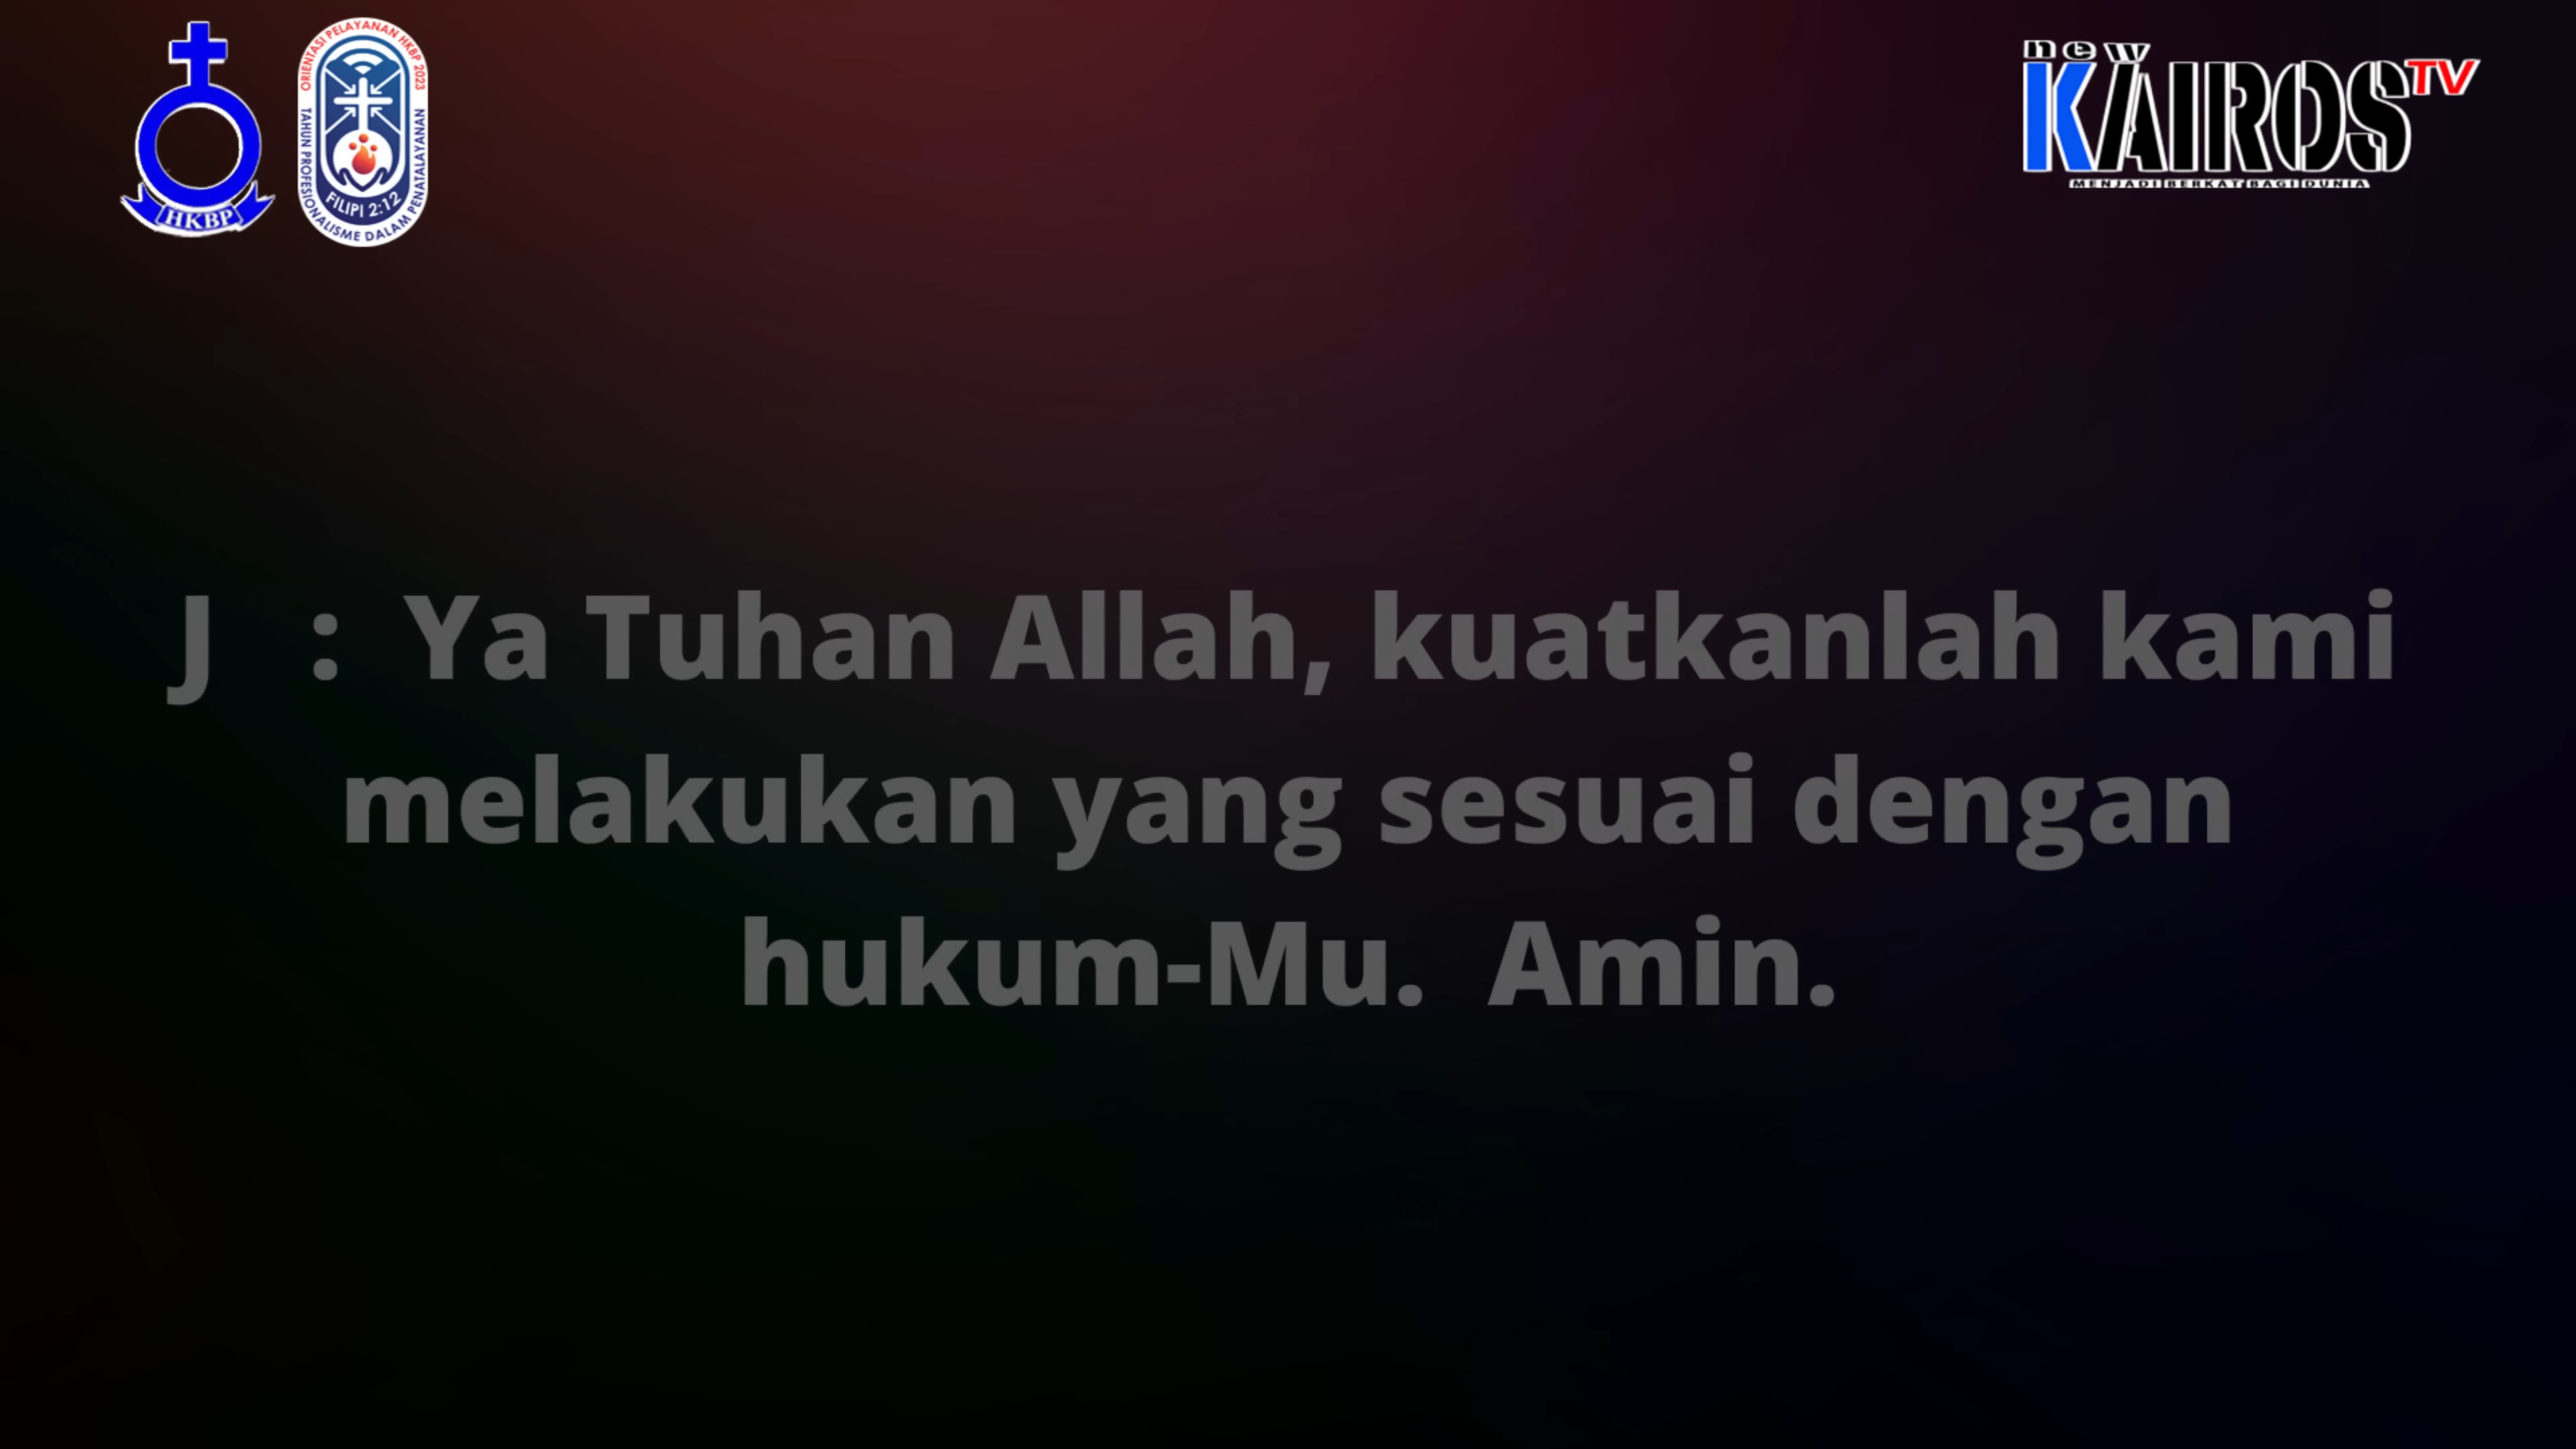 HKBP
ORIENTASI PELAYANAN HKBP 2023
TAHUN PROFESIONALISME DALAM PENATALAYANAN
FILIPI 2:12
new
KAIROS TV
MENJADI BERKAT BAGI DUNIA
J : Ya Tuhan Allah, kuatkanlah kami
melakukan yang sesuai dengan
hukum-Mu. Amin.